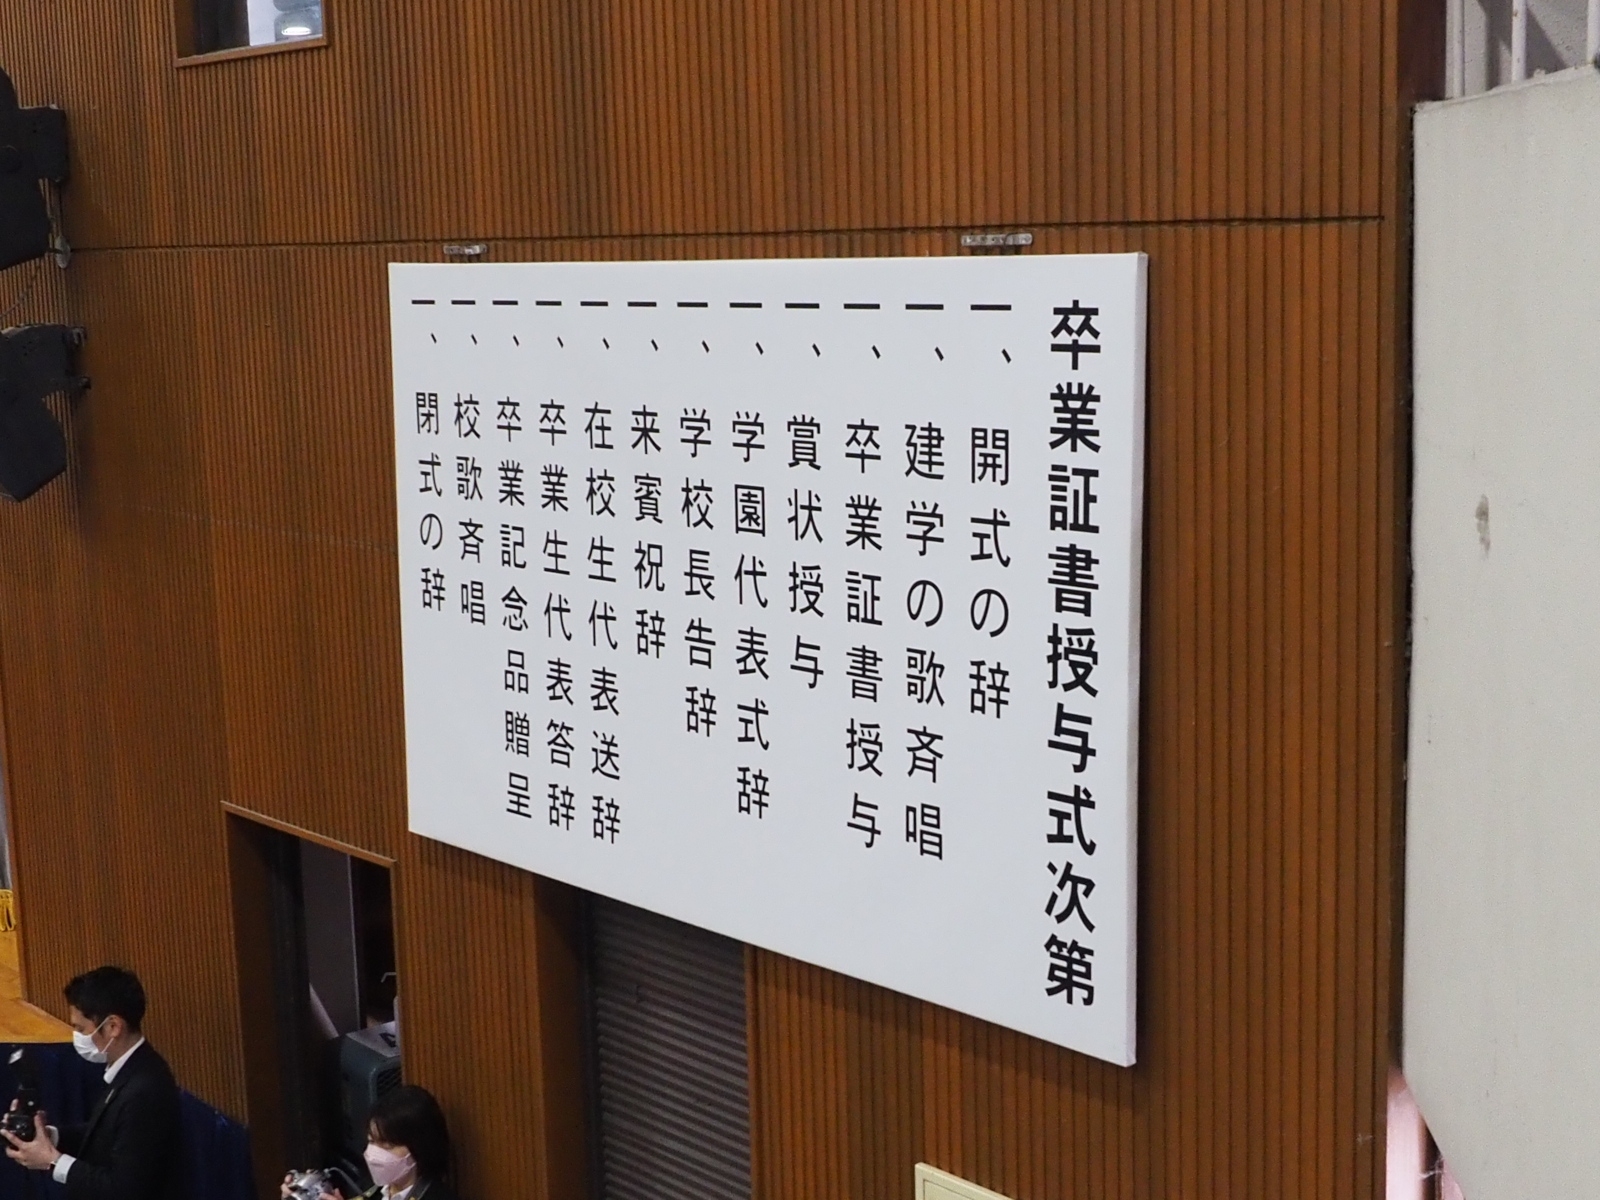 卒業証書授与式次第
一、開式の辞
一、建学の歌斉唱
一、卒業証書授与
一、賞状授与
一、学園代表式辞
一、学校長告辞
一、来賓祝辞
一、在校生代表送辞
一、卒業生代表答辞
一、卒業記念品贈呈
一、校歌斉唱
一、閉式の辞